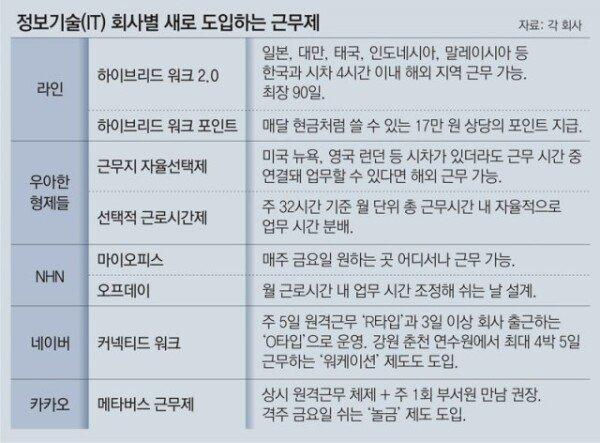 정보기술(IT) 회사별 새로 도입하는 근무제
자료: 각 회사
라인
하이브리드 워크 2.0
일본, 대만, 태국, 인도네시아, 말레이시아 등
한국과 시차 4시간 이내 해외 지역 근무 가능.
최장 90일.
하이브리드 워크 포인트
매달 현금처럼 쓸 수 있는 17만 원 상당의 포인트 지급.
우아한
형제들
근무지 자율선택제
미국 뉴욕, 영국 런던 등 시차가 있더라도 근무 시간 중
연결돼 업무할 수 있다면 해외 근무 가능.
선택적 근로시간제
주 32시간 기준 월 단위 총 근무시간 내 자율적으로
업무 시간 분배.
NHN
마이오피스
매주 금요일 원하는 곳 어디서나 근무 가능.
오프데이
월 근로시간 내 업무 시간 조정해 쉬는 날 설계.
네이버
커넥티드 워크
주 5일 원격근무 ‘R타입’과 3일 이상 회사 출근하는
‘O타입’으로 운영. 강원 춘천 연수원에서 최대 4박 5일
근무하는 ‘워케이션’ 제도도 도입.
카카오
메타버스 근무제
상시 원격근무 체제 + 주 1회 부서원 만남 권장.
격주 금요일 쉬는 ‘놀금’ 제도 도입.